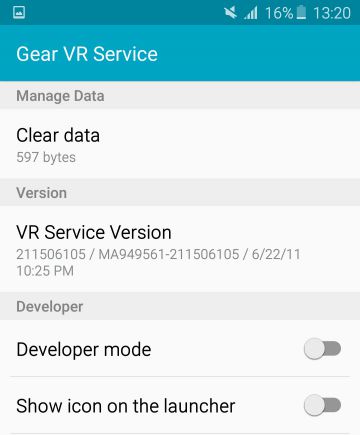 16% 13:20
Gear VR Service
Manage Data
Clear data
597 bytes
Version
VR Service Version
211506105 / MA949561-211506105 / 6/22/11
10:25 PM
Developer
Developer mode
Show icon on the launcher